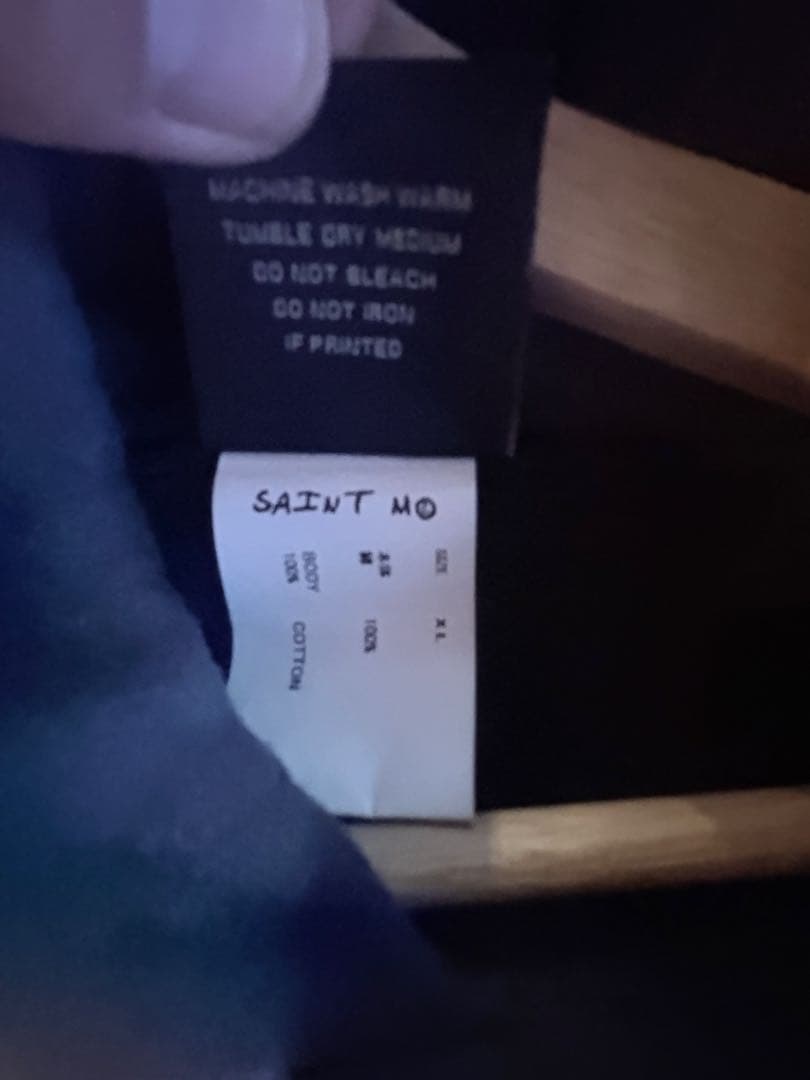 MACHINE WASH WARM
TUMBLE DRY MEDIUM
DO NOT BLEACH
DO NOT IRON
IF PRINTED
SAINT M
SIZE XL
100%
BODY
100% COTTON